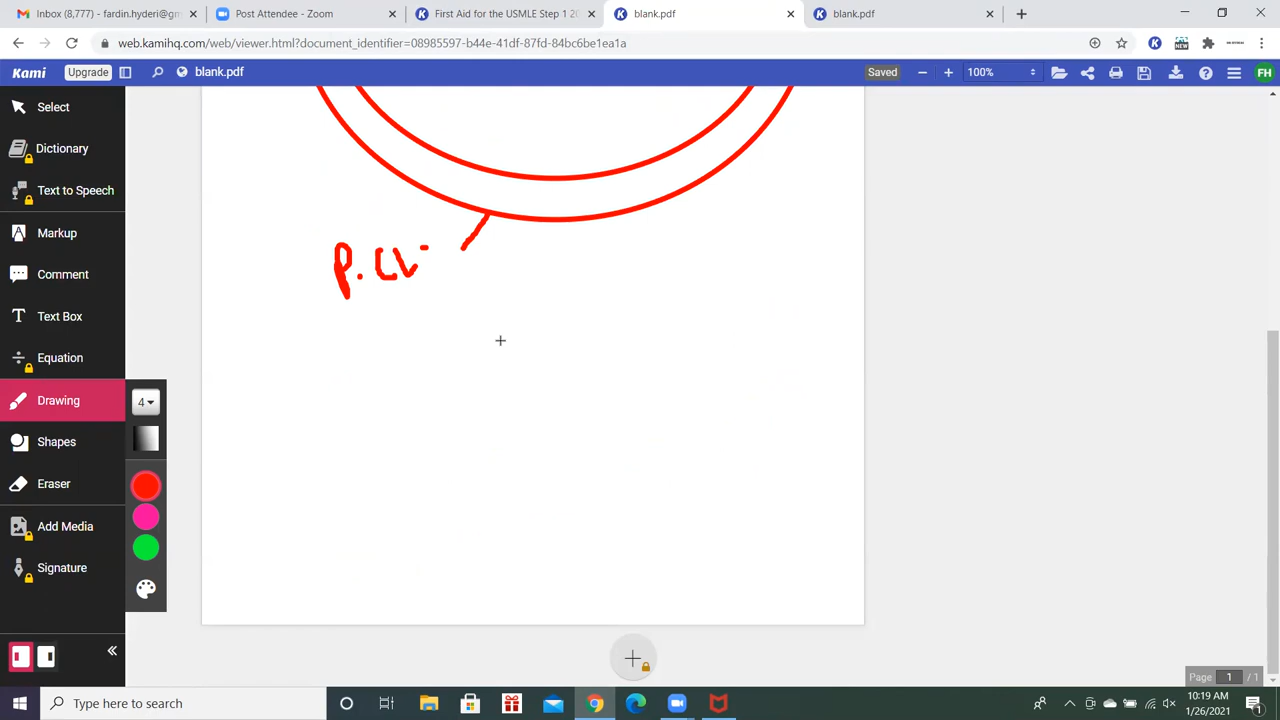 Inbox (8,777) - fardin.hyderi@gm
Post Attendee - Zoom
First Aid for the USMLE Step 1 20
blank.pdf
blank.pdf
web.kamihq.com/web/viewer.html?document_identifier=08985597-b44e-41df-87fd-84bc6be1ea1a
NEW
Kami
Upgrade
blank.pdf
Saved
100%
FH
Select
Dictionary
Text to Speech
Markup
Comment
Text Box
Equation
Drawing
4
Shapes
Eraser
Add Media
Signature
P.
Page 1 / 1
Type here to search
10:19 AM
1/26/2021
1